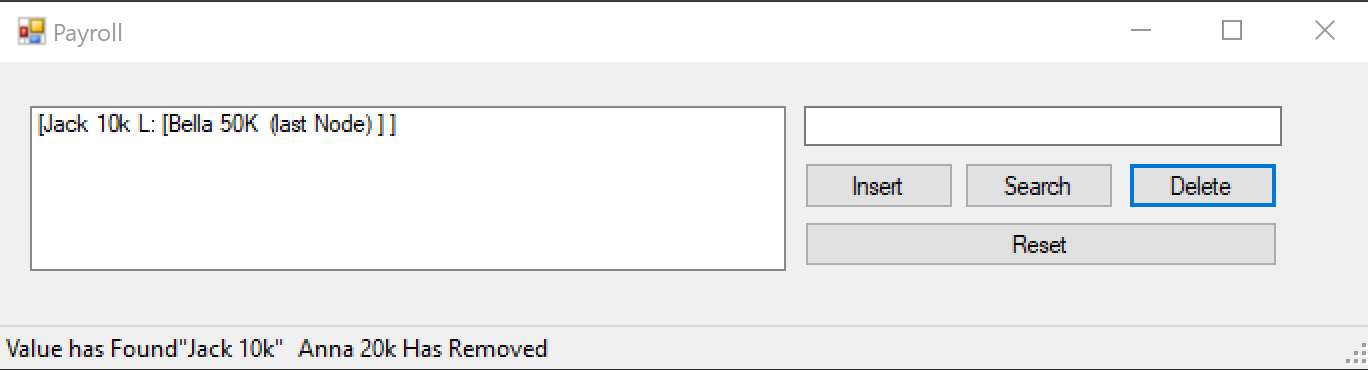 Payroll
[Jack 10k L: [Bella 50K (last Node) ] ]
Insert
Search
Delete
Reset
Value has Found"Jack 10k" Anna 20k Has Removed